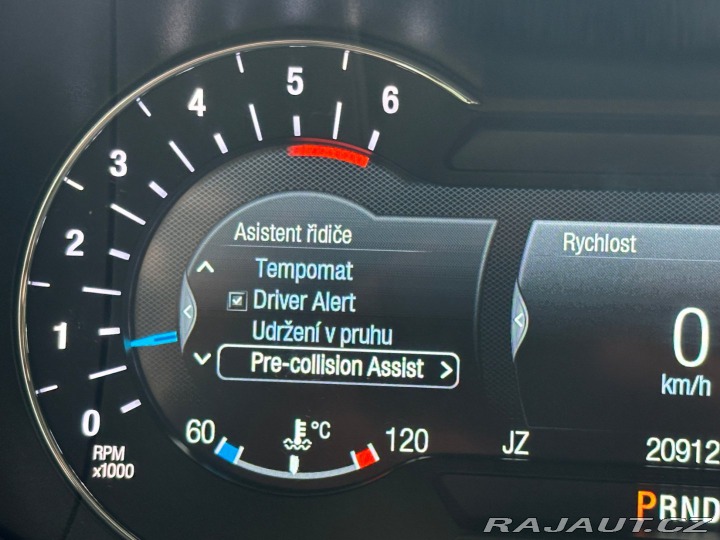 6
5
4
3
2
1
0
RPM
x1000
Asistent řidiče
Tempomat
Driver Alert
Udržení v pruhu
Pre-collision Assist
60
°C
120
Rychlost
0
km/h
JZ
20912
PRND
RAJAUT.CZ